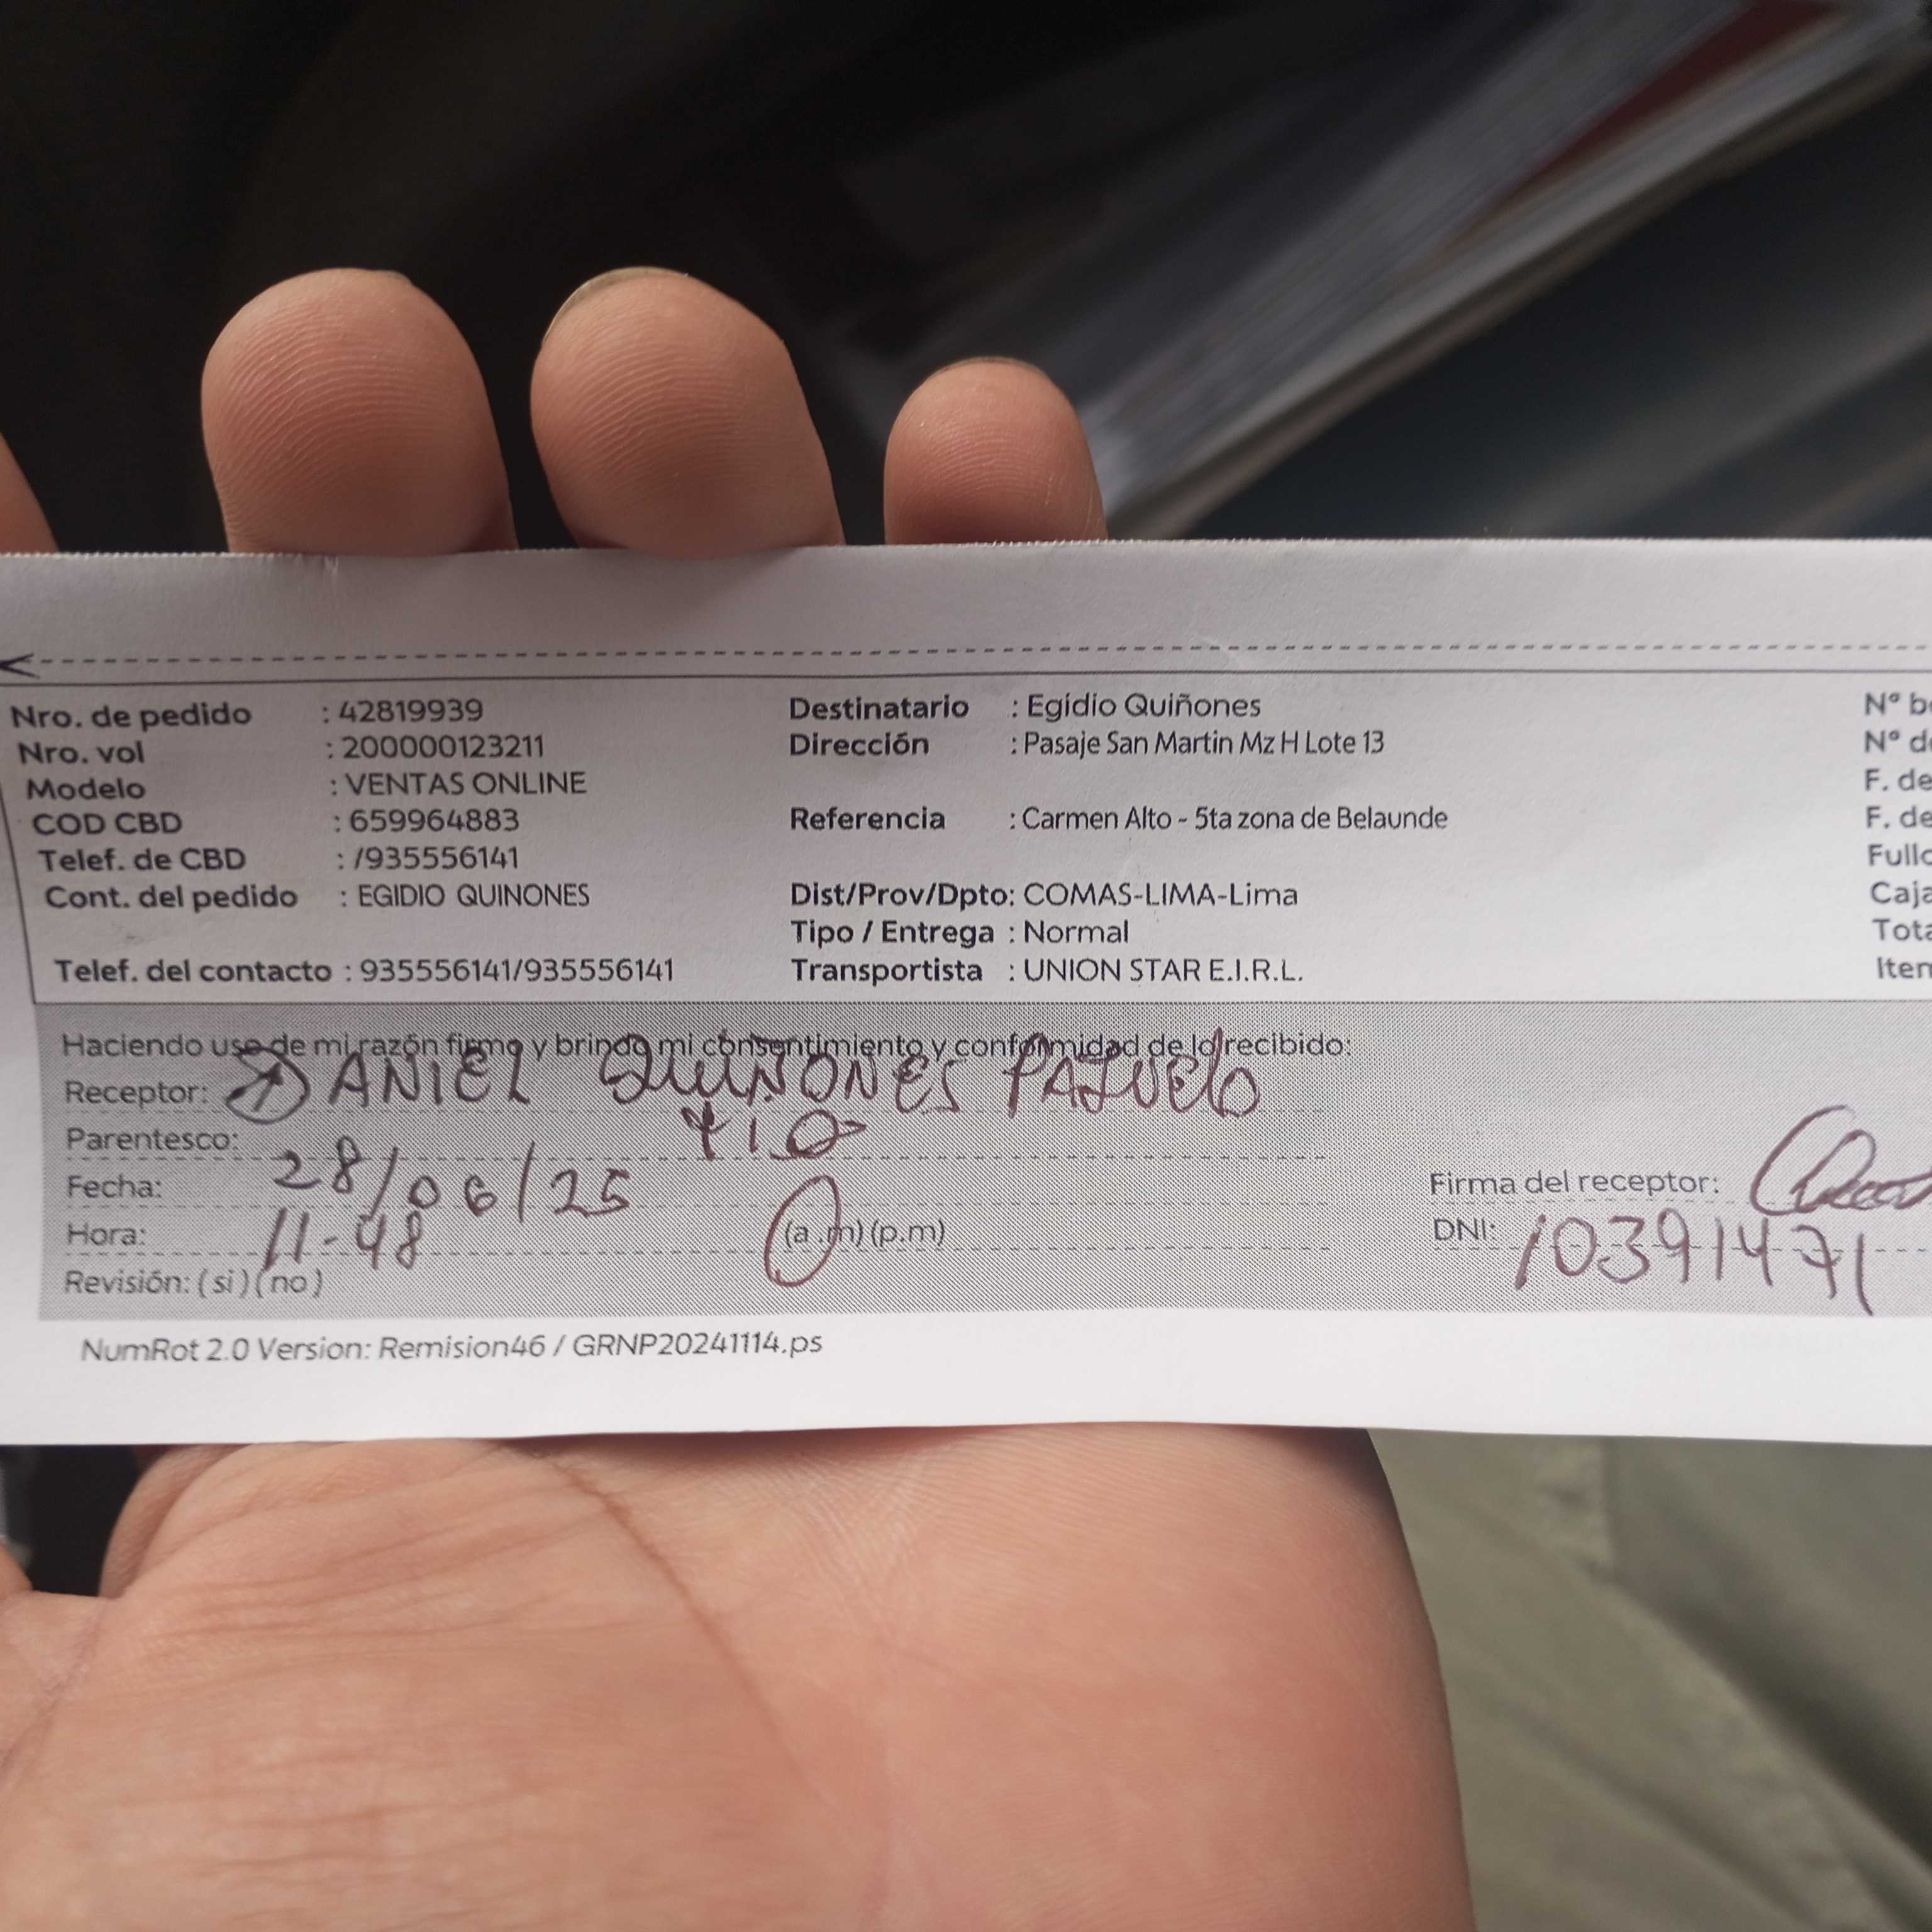 Nro. de pedido : 42819939
Nro. vol : 200000123211
Modelo : VENTAS ONLINE
COD CBD : 659964883
Telef. de CBD : /935556141
Cont. del pedido : EGIDIO QUINONES
Telef. del contacto : 935556141/935556141
Destinatario : Egidio Quiñones
Dirección : Pasaje San Martin Mz H Lote 13
Referencia : Carmen Alto - 5ta zona de Belaunde
Dist/Prov/Dpto: COMAS-LIMA-Lima
Tipo / Entrega : Normal
Transportista : UNION STAR E.I.R.L.
N°
N°
F. de
F. de
Haciendo uso de mi razón firmo y brindo mi consentimiento y conformidad de lo recibido:
Receptor: DANIEL QUIÑONES PAZUELO
Parentesco: TIO
Fecha: 28/06/25
Hora: 11-48 (a.m) (p.m)
Revisión: ( si ) ( no )
Firma del receptor:
DNI: 10391471
NumRot 2.0 Version: Remision46 / GRNP20241114.ps